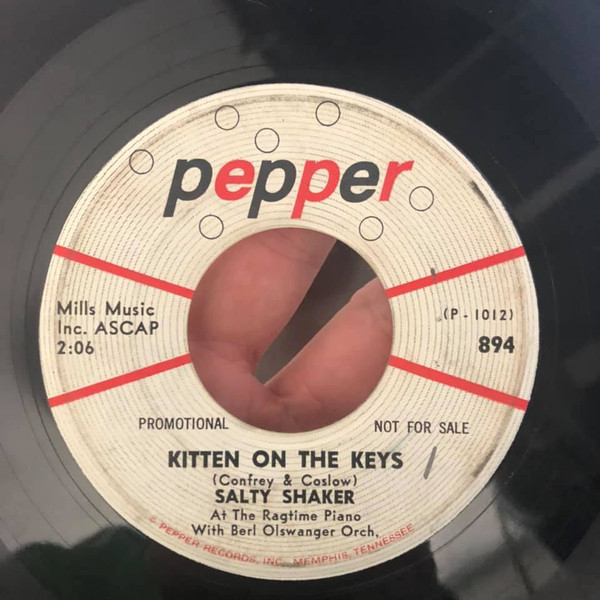 pepper
Mills Music
Inc. ASCAP
2:06
(P-1012)
894
PROMOTIONAL
NOT FOR SALE
KITTEN ON THE KEYS
(Confrey & Coslow)
SALTY SHAKER
At The Ragtime Piano
With Berl Olswanger Orch.
© PEPPER RECORDS, INC., MEMPHIS, TENNESSEE